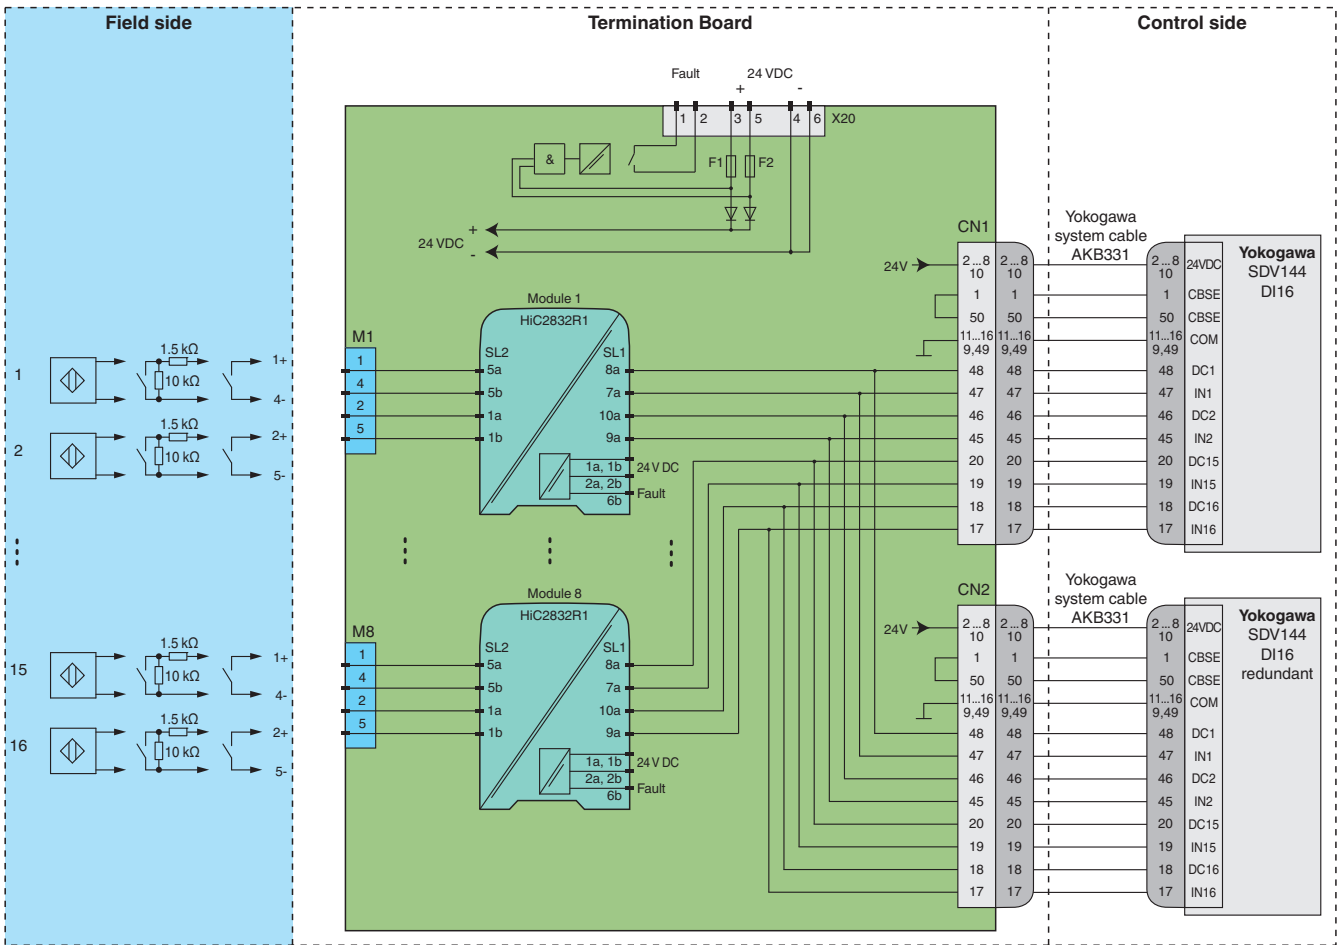 Field side
Termination Board
Control side
Fault
24 VDC
+ -
1 2 3 5 4 6 X20
&
F1 F2
+
24 VDC
-
Module 1
HiC2832R1
SL2 SL1
5a 8a
5b 7a
1a 10a
1b 9a
1a, 1b 24V DC
2a, 2b
6b Fault
M1
1
4
2
5
1
1.5 kΩ
10 kΩ
1+
4-
2
1.5 kΩ
10 kΩ
2+
5-
Module 8
HiC2832R1
SL2 SL1
5a 8a
5b 7a
1a 10a
1b 9a
1a, 1b 24V DC
2a, 2b
6b Fault
M8
1
4
2
5
15
1.5 kΩ
10 kΩ
1+
4-
16
1.5 kΩ
10 kΩ
2+
5-
CN1
Yokogawa
system cable
AKB331
Yokogawa
SDV144
DI16
24V
2...8 2...8 2...8 24VDC
10 10 10
1 1 1 CBSE
50 50 50 CBSE
11...16 11...16 11...16 COM
9,49 9,49 9,49
48 48 48 DC1
47 47 47 IN1
46 46 46 DC2
45 45 45 IN2
20 20 20 DC15
19 19 19 IN15
18 18 18 DC16
17 17 17 IN16
CN2
Yokogawa
system cable
AKB331
Yokogawa
SDV144
DI16
redundant
24V
2...8 2...8 2...8 24VDC
10 10 10
1 1 1 CBSE
50 50 50 CBSE
11...16 11...16 11...16 COM
9,49 9,49 9,49
48 48 48 DC1
47 47 47 IN1
46 46 46 DC2
45 45 45 IN2
20 20 20 DC15
19 19 19 IN15
18 18 18 DC16
17 17 17 IN16